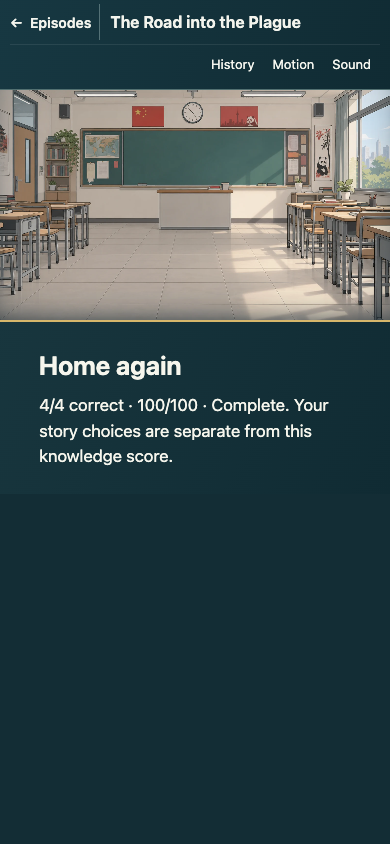 ← Episodes
The Road into the Plague
History Motion Sound
Home again
4/4 correct · 100/100 · Complete. Your
story choices are separate from this
knowledge score.